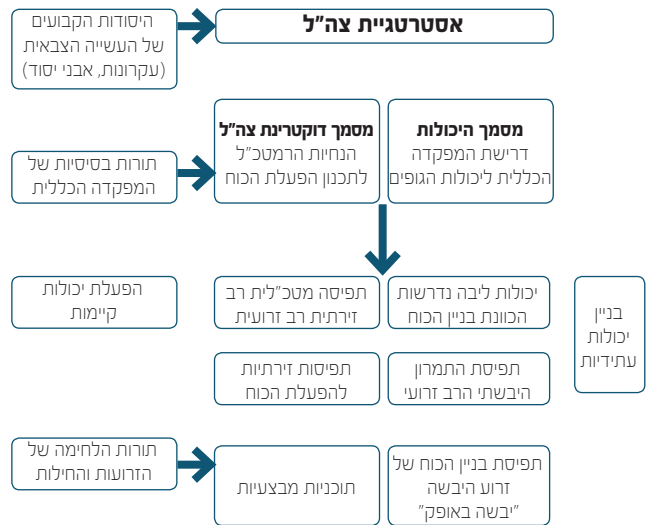 היסודות הקבועים
של העשייה הצבאית
(עקרונות, אבני יסוד)
אסטרטגיית צה"ל
מסמך היכולות
דרישת המפקדה
הכללית ליכולות הגופים
מסמך דוקטרינת צה"ל
הנחיות הרמטכ"ל
לתכנון הפעלת הכוח
תורות בסיסיות של
המפקדה הכללית
בניין
יכולות
עתידיות
יכולות ליבה נדרשות
הכוונת בניין הכוח
תפיסה מטכ"לית רב
זירתית רב זרועית
הפעלת יכולות
קיימות
תפיסת התמרון
היבשתי הרב זרועי
תפיסות זירתיות
להפעלת הכוח
תפיסת בניין הכוח של
זרוע היבשה
"יבשה באופק"
תוכניות מבצעיות
תורות הלחימה של
הזרועות והחילות